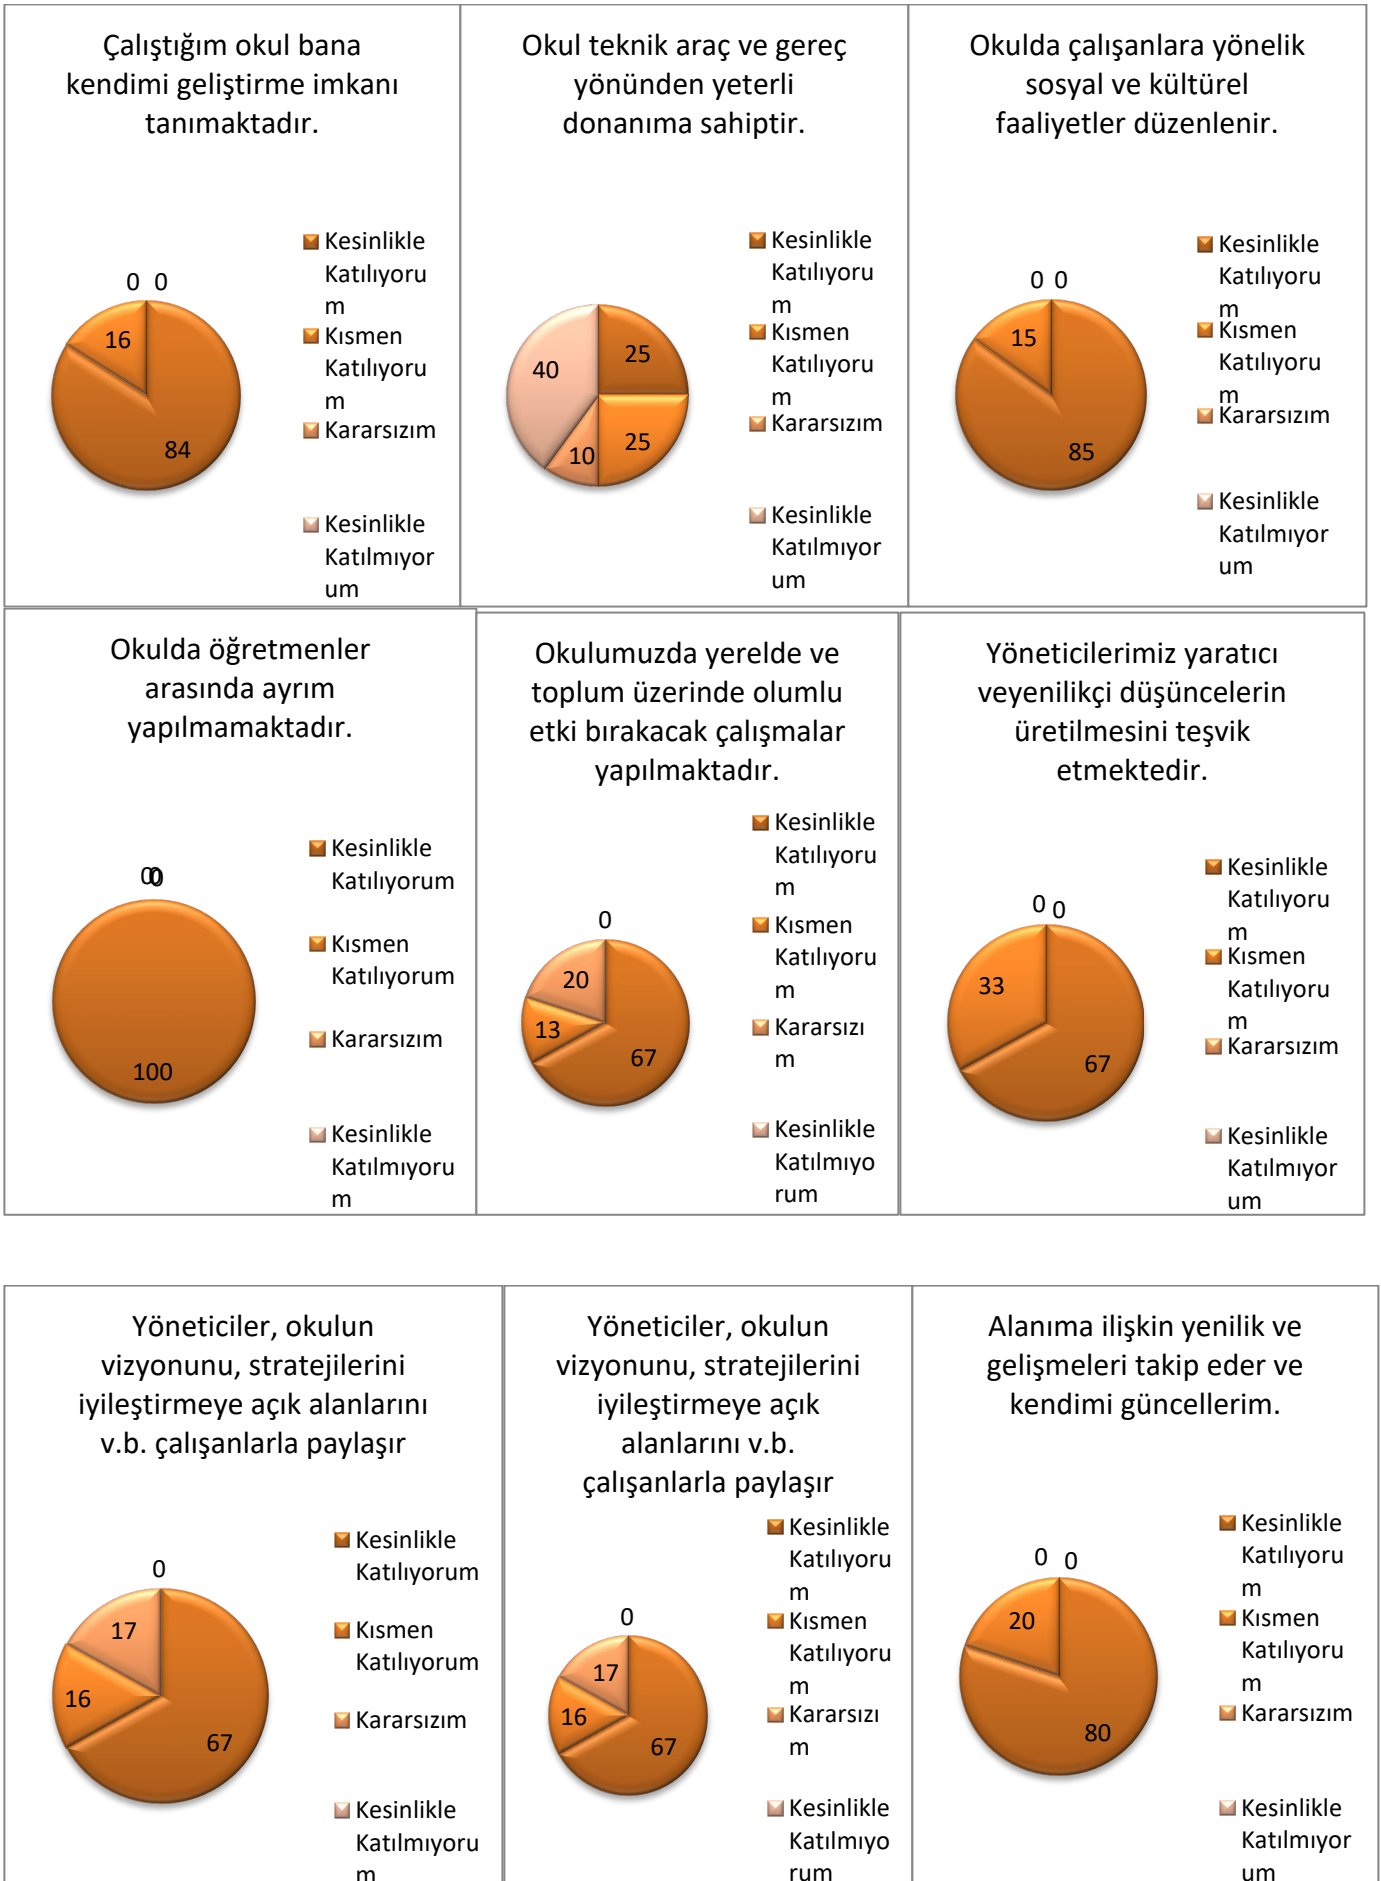 Çalıştığım okul bana
kendimi geliştirme imkanı
tanımaktadır.
0 0
16
84
Kesinlikle
Katılıyoru
m
Kısmen
Katılıyoru
m
Kararsızım
Kesinlikle
Katılmıyor
um
Okul teknik araç ve gereç
yönünden yeterli
donanıma sahiptir.
40
25
10
25
Kesinlikle
Katılıyoru
m
Kısmen
Katılıyoru
m
Kararsızım
Kesinlikle
Katılmıyor
um
Okulda çalışanlara yönelik
sosyal ve kültürel
faaliyetler düzenlenir.
0 0
15
85
Kesinlikle
Katılıyoru
m
Kısmen
Katılıyoru
m
Kararsızım
Kesinlikle
Katılmıyor
um
Okulda öğretmenler
arasında ayrım
yapılmamaktadır.
000
100
Kesinlikle
Katılıyorum
Kısmen
Katılıyorum
Kararsızım
Kesinlikle
Katılmıyoru
m
Okulumuzda yerelde ve
toplum üzerinde olumlu
etki bırakacak çalışmalar
yapılmaktadır.
0
20
13
67
Kesinlikle
Katılıyoru
m
Kısmen
Katılıyoru
m
Kararsızı
m
Kesinlikle
Katılmıyo
rum
Yöneticilerimiz yaratıcı
veyenilikçi düşüncelerin
üretilmesini teşvik
etmektedir.
0 0
33
67
Kesinlikle
Katılıyoru
m
Kısmen
Katılıyoru
m
Kararsızım
Kesinlikle
Katılmıyor
um
Yöneticiler, okulun
vizyonunu, stratejilerini
iyileştirmeye açık alanlarını
v.b. çalışanlarla paylaşır
0
17
16
67
Kesinlikle
Katılıyorum
Kısmen
Katılıyorum
Kararsızım
Kesinlikle
Katılmıyoru
m
Yöneticiler, okulun
vizyonunu, stratejilerini
iyileştirmeye açık
alanlarını v.b.
çalışanlarla paylaşır
0
17
16
67
Kesinlikle
Katılıyoru
m
Kısmen
Katılıyoru
m
Kararsızı
m
Kesinlikle
Katılmıyo
rum
Alanıma ilişkin yenilik ve
gelişmeleri takip eder ve
kendimi güncellerim.
0 0
20
80
Kesinlikle
Katılıyoru
m
Kısmen
Katılıyoru
m
Kararsızım
Kesinlikle
Katılmıyor
um